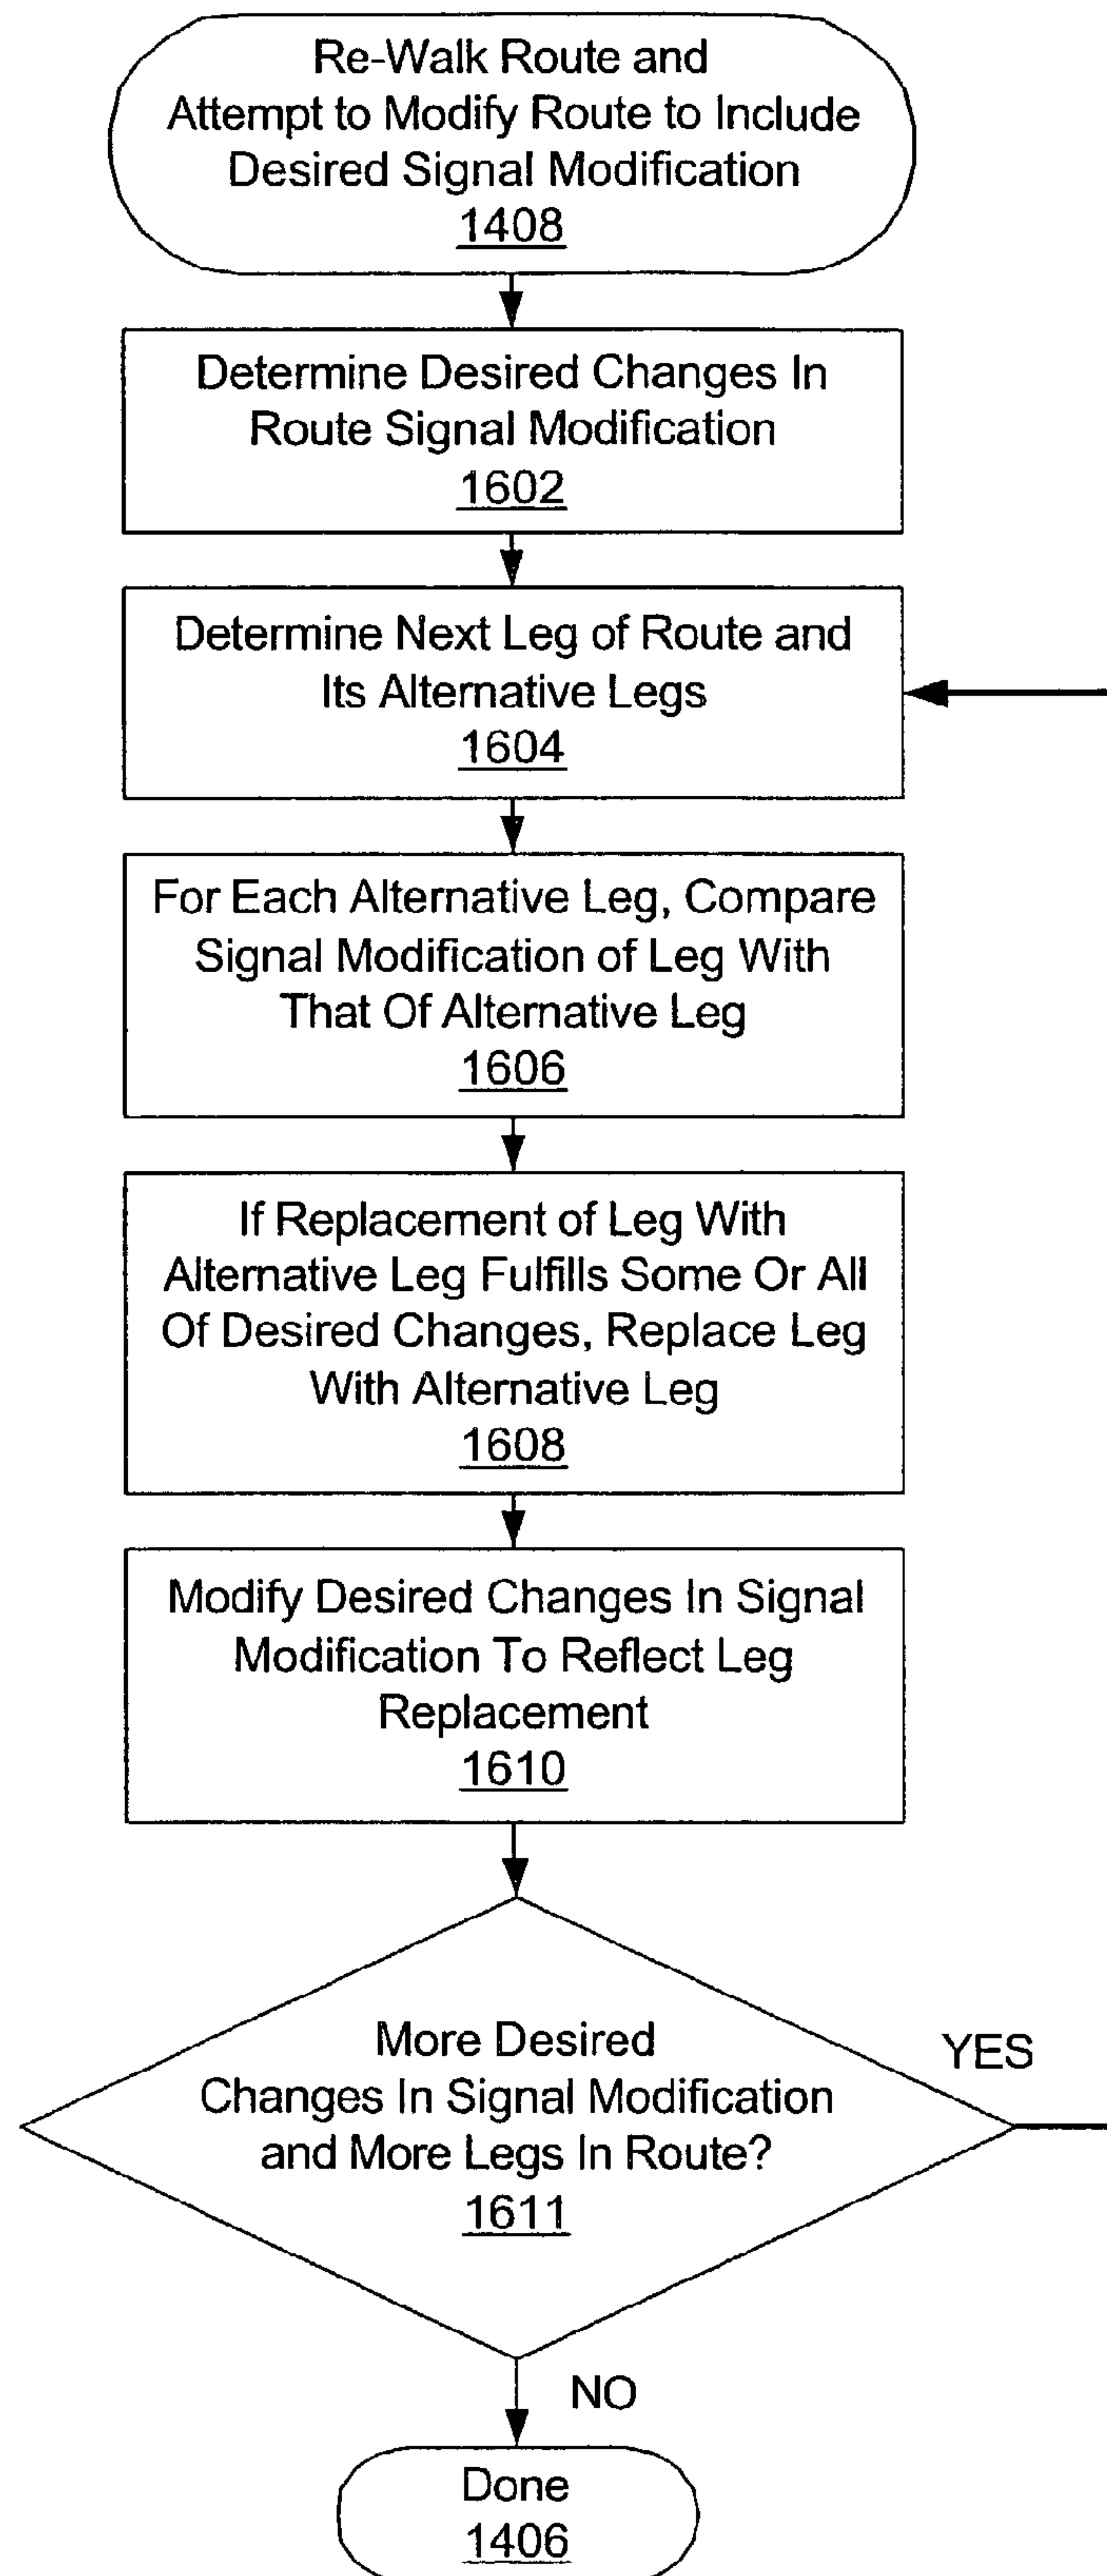 Re-Walk Route and
Attempt to Modify Route to Include
Desired Signal Modification
1408
Determine Desired Changes In
Route Signal Modification
1602
Determine Next Leg of Route and
Its Alternative Legs
1604
For Each Alternative Leg, Compare
Signal Modification of Leg With
That Of Alternative Leg
1606
If Replacement of Leg With
Alternative Leg Fulfills Some Or All
Of Desired Changes, Replace Leg
With Alternative Leg
1608
Modify Desired Changes In Signal
Modification To Reflect Leg
Replacement
1610
More Desired
Changes In Signal Modification
and More Legs In Route?
1611
YES
NO
Done
1406